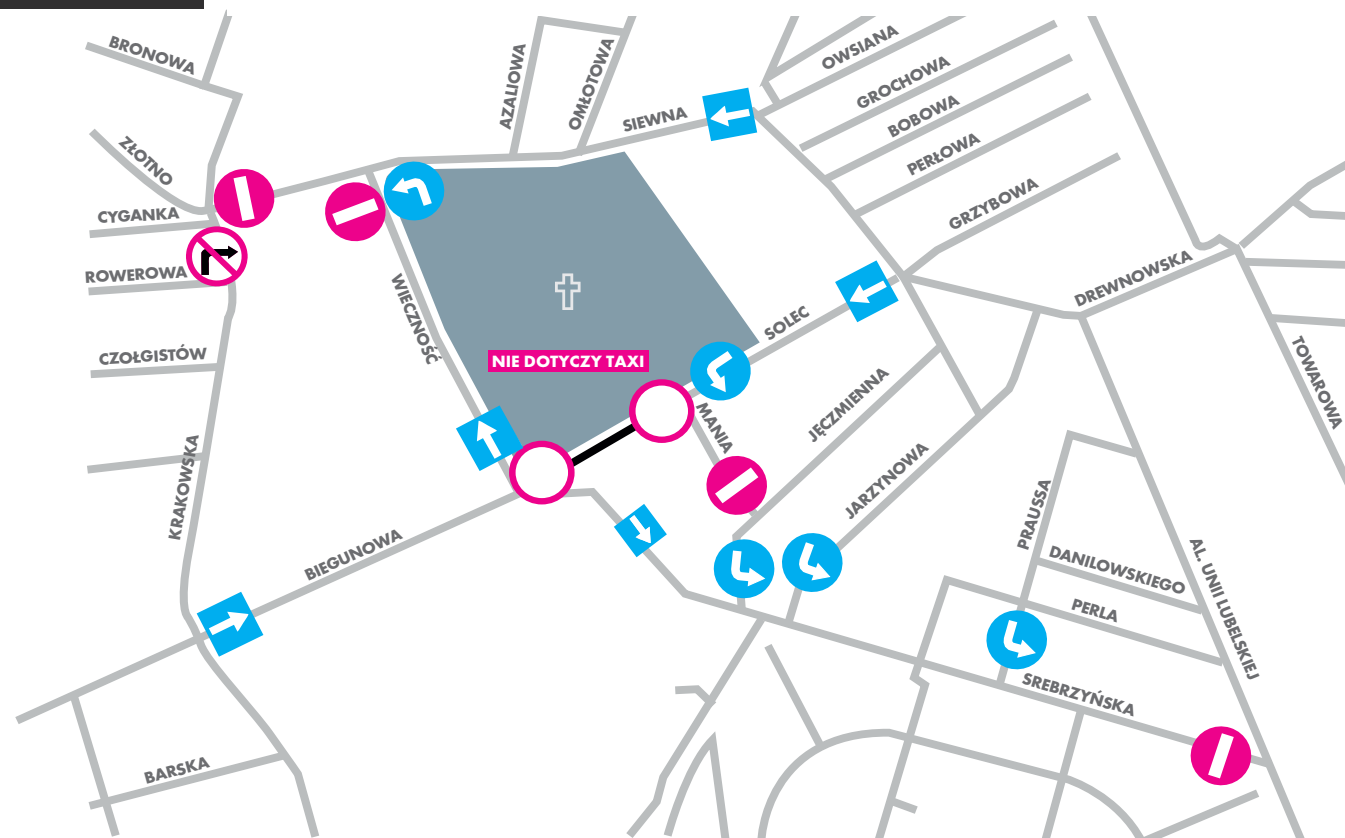 BRONOWA
ZŁOTNO
CYGANKA
ROWEROWA
CZOŁGISTÓW
KRAKOWSKA
BIEGUNOWA
BARSKA
WIECZNOŚĆ
AZALIOWA
OMŁOTOWA
SIEWNA
OWSIANA
GROCHOWA
BOBOWA
PERŁOWA
GRZYBOWA
DREWNOWSKA
TOWAROWA
SOLEC
NIE DOTYCZY TAXI
MANIA
JĘCZMIENNA
JARZYNOWA
PRAUSSA
DANILOWSKIEGO
PERLA
AL. UNII LUBELSKIEJ
SREBRZYŃSKA